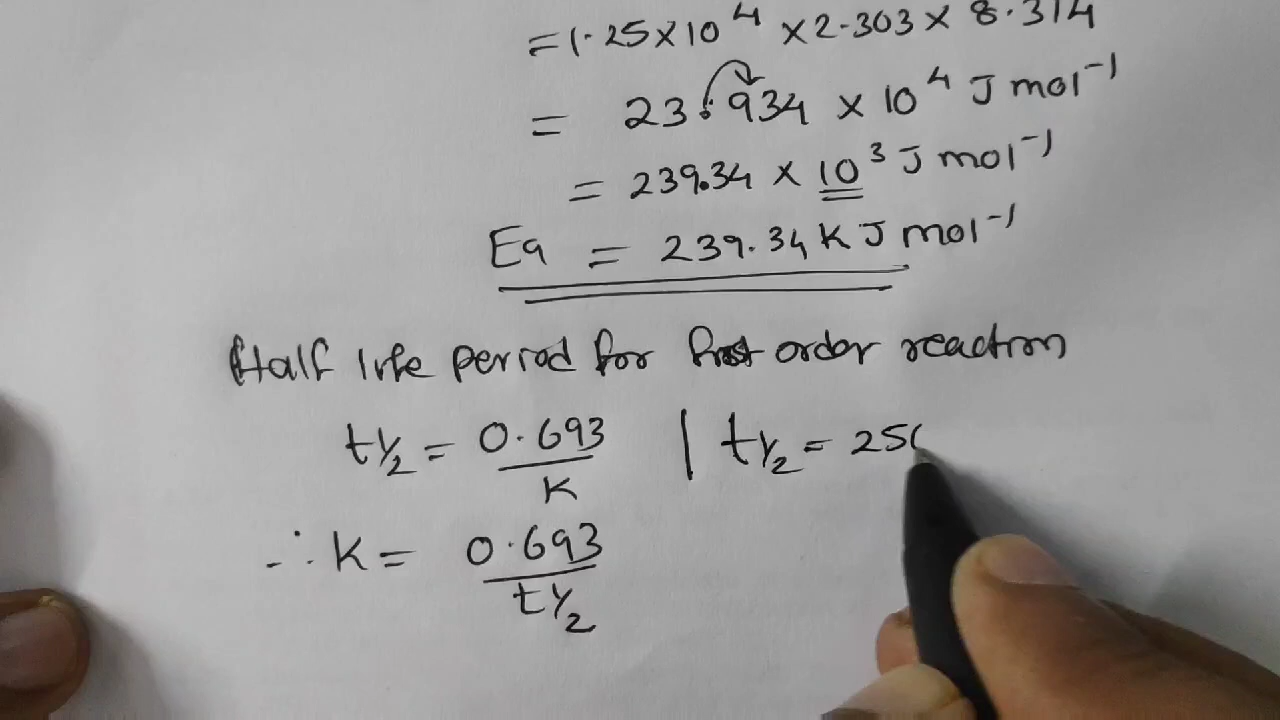 = 1.25 × 10⁴ × 2.303 × 8.314
= 23.934 × 10⁴ J mol⁻¹
= 239.34 × 10³ J mol⁻¹
Ea = 239.34 KJ mol⁻¹
Half life period for first order reaction
t½ = 0.693 / K | t½ = 25
∴ K = 0.693 / t½